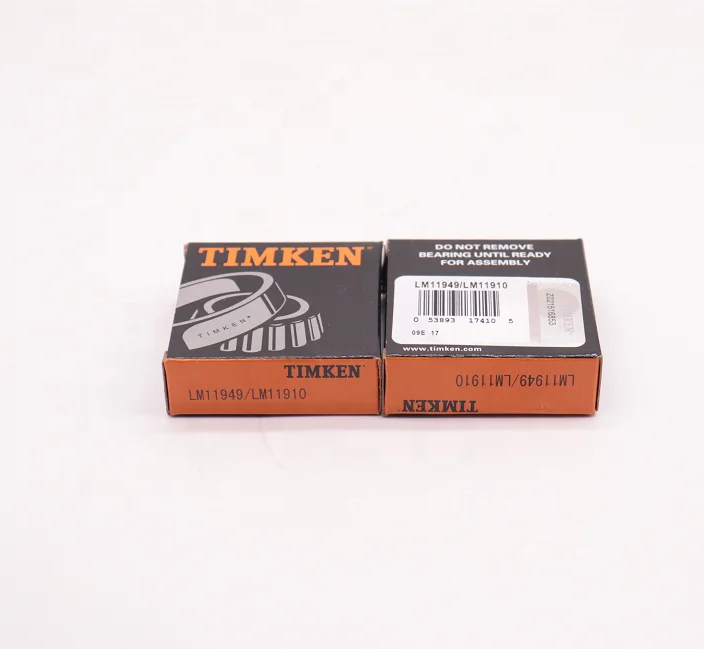 TIMKEN®
TIMKEN®
TIMKEN
LM11949/LM11910
DO NOT REMOVE
BEARING UNTIL READY
FOR ASSEMBLY
LM11949/LM11910
0 53893 17410 5
09E 17
TIMKEN
www.timken.com
LM11949/LM11910
TIMKEN